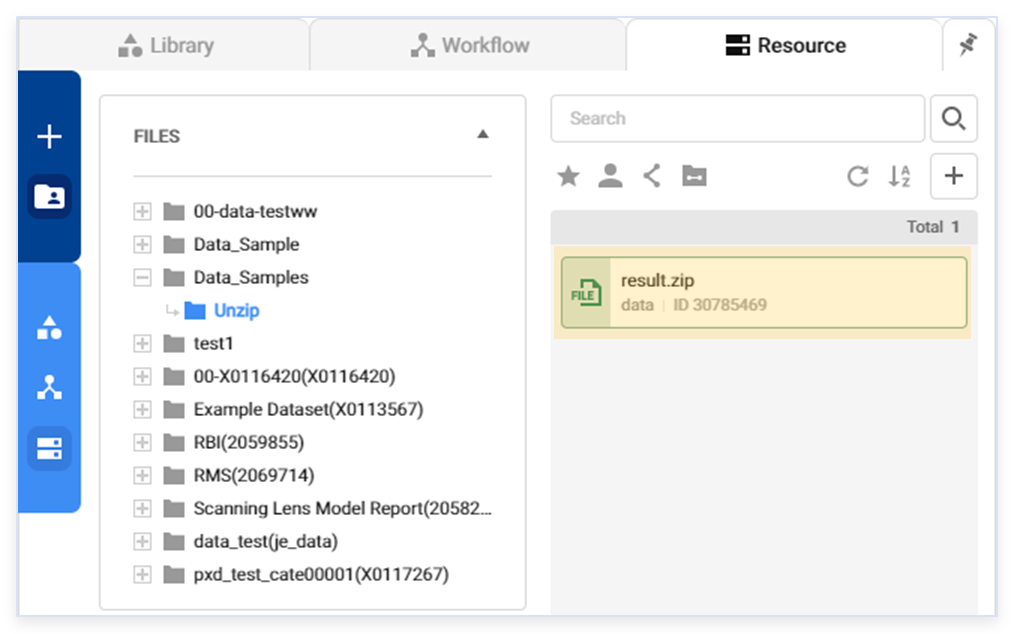 Library
Workflow
Resource
FILES
00-data-testww
Data_Sample
Data_Samples
Unzip
test1
00-X0116420(X0116420)
Example Dataset(X0113567)
RBI(2059855)
RMS(2069714)
Scanning Lens Model Report(20582...
data_test(je_data)
pxd_test_cate00001(X0117267)
Search
A
Z
Total 1
FILE
result.zip
data | ID 30785469